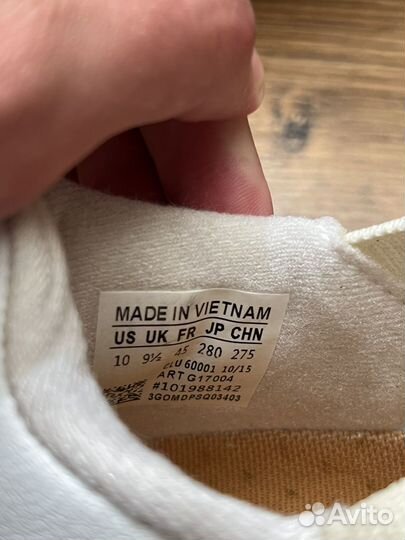 MADE IN VIETNAM
US UK FR JP CHN
10 9½ 45 280 275
CLU 60001 10/15
ART G17004
#101988142
3GOMDPSQ03403
Avito